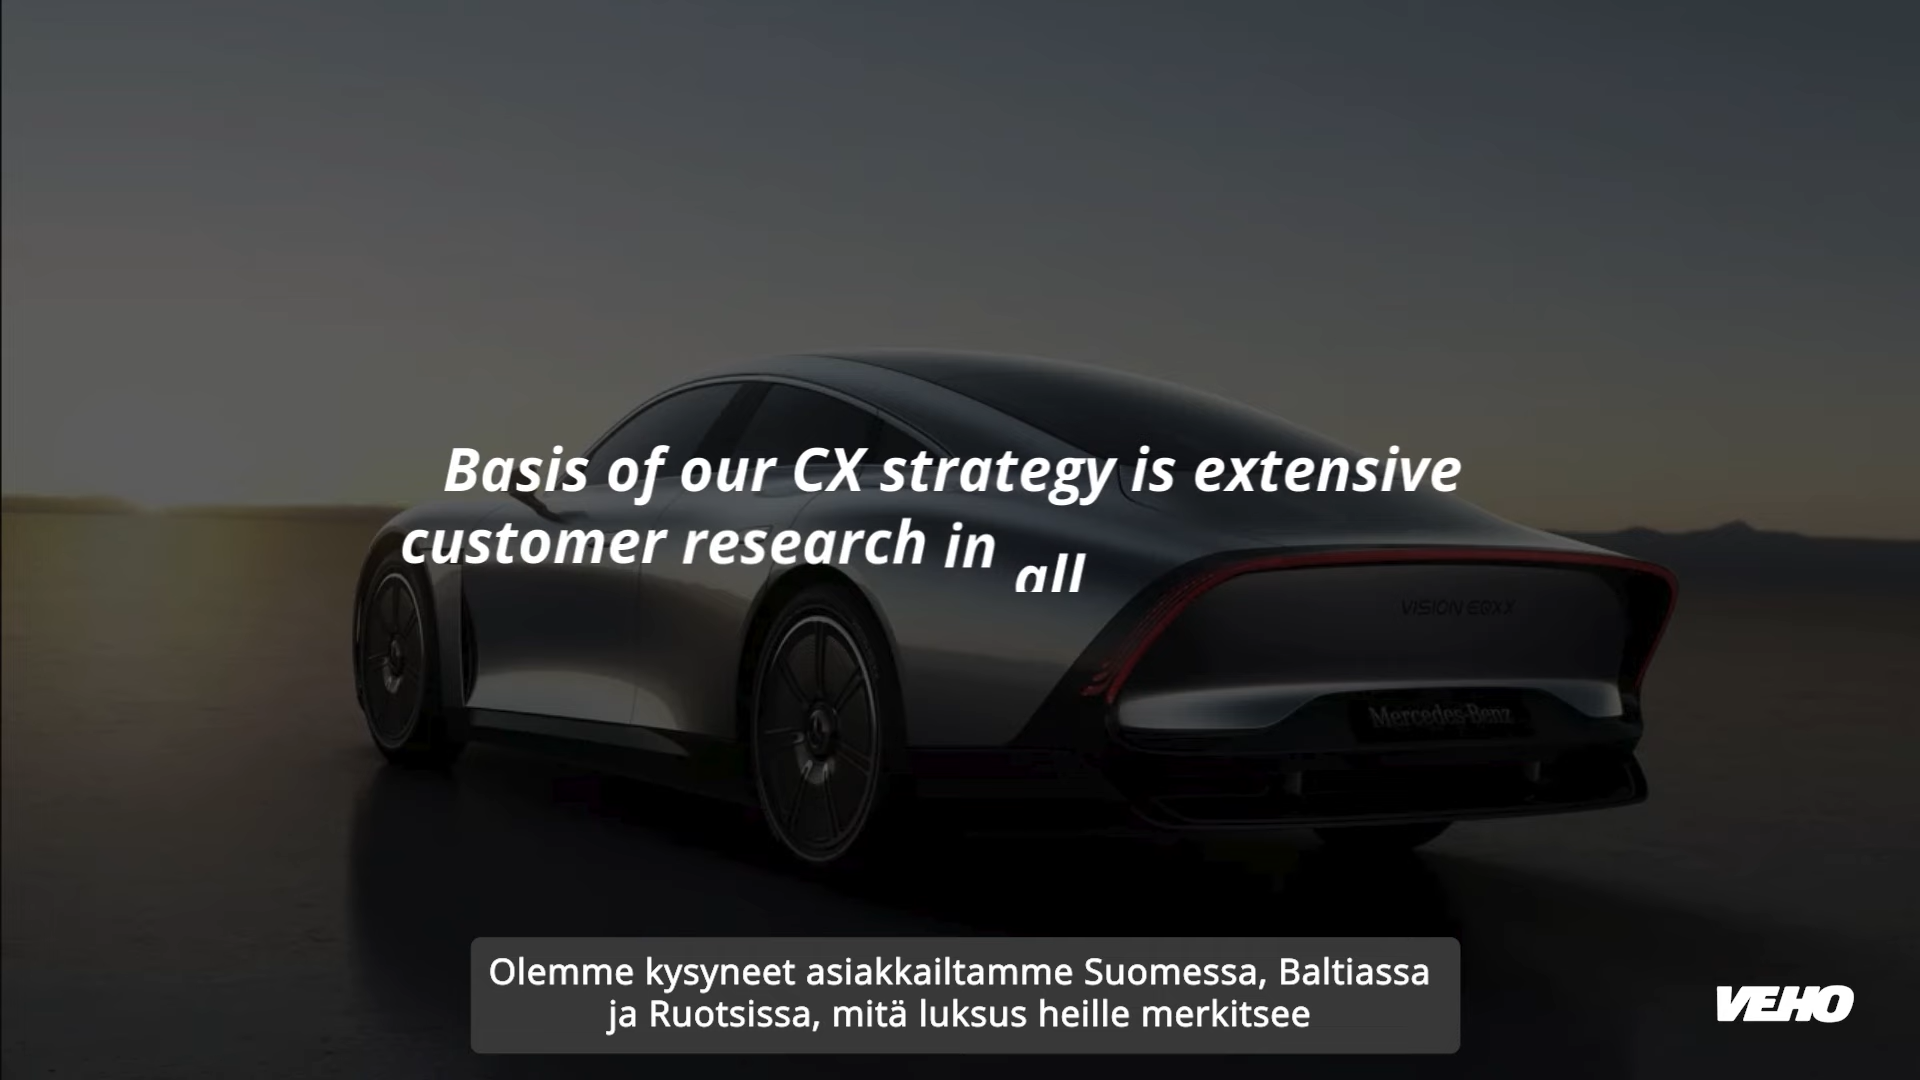 Basis of our CX strategy is extensive
customer research in all
VISION EQXX
Mercedes-Benz
Olemme kysyneet asiakkailtamme Suomessa, Baltiassa
ja Ruotsissa, mitä luksus heille merkitsee
VEHO